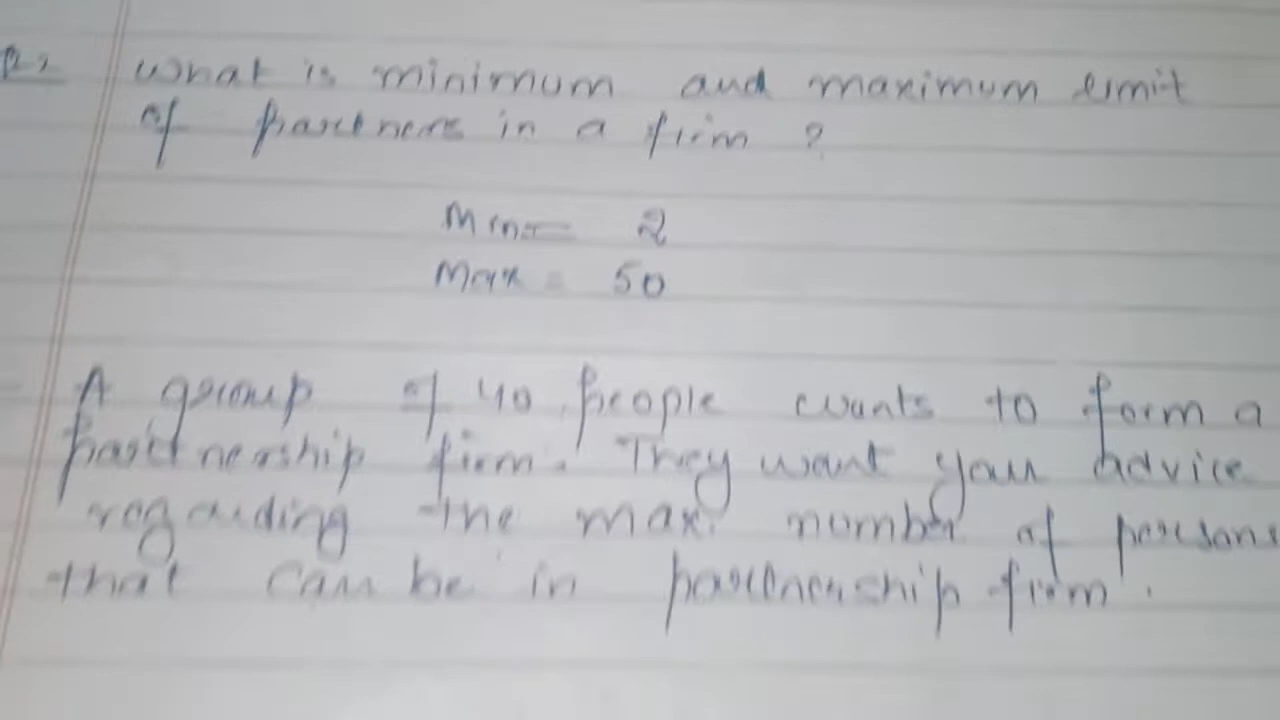 What is minimum and maximum limit
of partners in a firm ?
Min = 2
Max = 50
A group of 40 people wants to form a
partnership firm. They want your advice
regarding the max. number of persons
that can be in partnership firm.